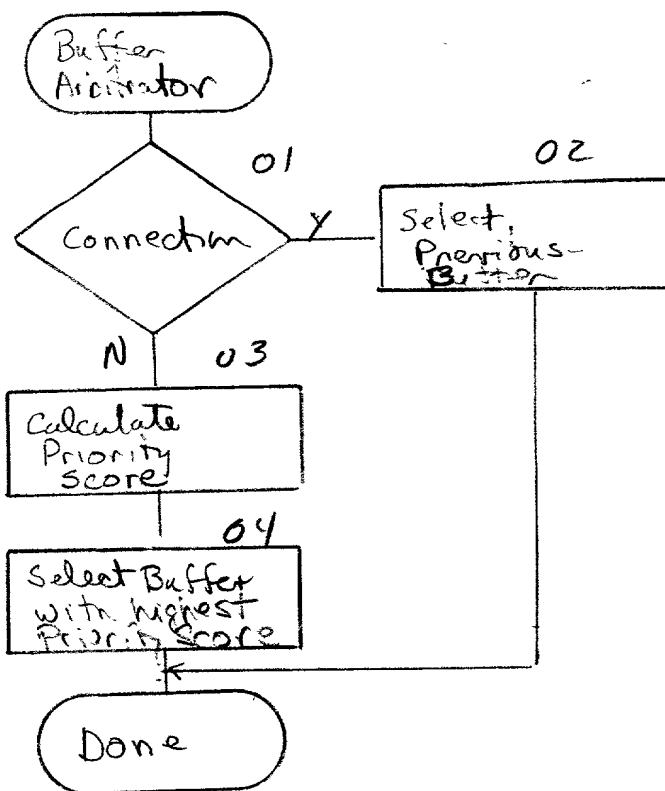 Buffer
Arbitrator
01
02
Connection
Y
Select
Previous
N
03
Calculate
Priority
Score
04
Select Buffer
with highest
Priority Score
Done